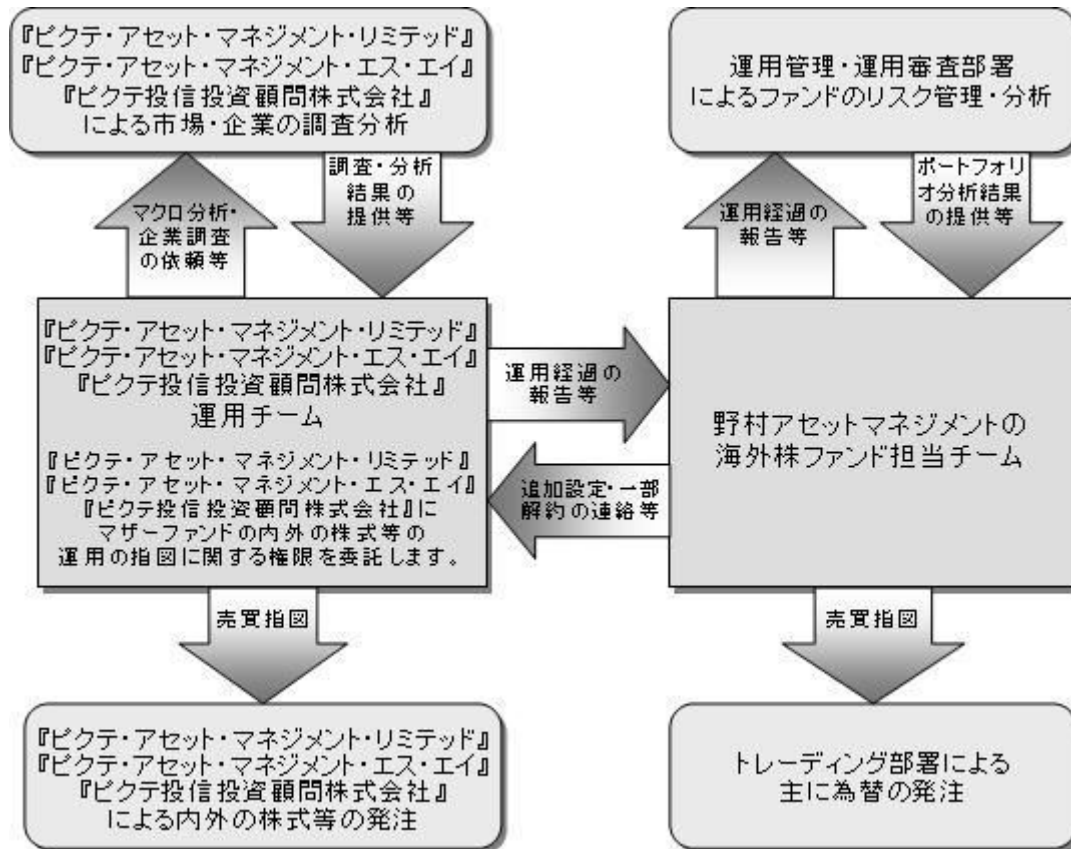 『ピクテ・アセット・マネジメント・リミテッド』
『ピクテ・アセット・マネジメント・エス・エイ』
『ピクテ投信投資顧問株式会社』
による市場・企業の調査分析
運用管理・運用審査部署
によるファンドのリスク管理・分析
マクロ分析・
企業調査
の依頼等
調査・分析
結果の
提供等
運用経過の
報告等
ポートフォリ
オ分析結果
の提供等
『ピクテ・アセット・マネジメント・リミテッド』
『ピクテ・アセット・マネジメント・エス・エイ』
『ピクテ投信投資顧問株式会社』
運用チーム
『ピクテ・アセット・マネジメント・リミテッド』
『ピクテ・アセット・マネジメント・エス・エイ』
『ピクテ投信投資顧問株式会社』に
マザーファンドの内外の株式等の
運用の指図に関する権限を委託します。
運用経過の
報告等
追加設定・一部
解約の連絡等
野村アセットマネジメントの
海外株ファンド担当チーム
売買指図
売買指図
『ピクテ・アセット・マネジメント・リミテッド』
『ピクテ・アセット・マネジメント・エス・エイ』
『ピクテ投信投資顧問株式会社』
による内外の株式等の発注
トレーディング部署による
主に為替の発注